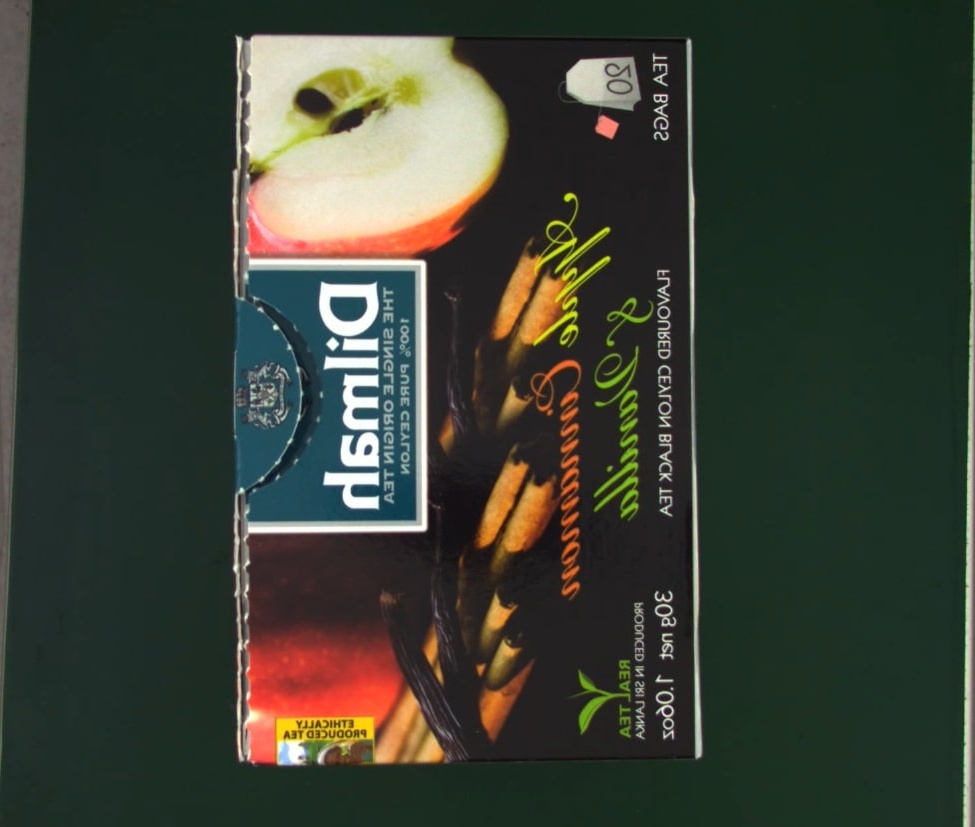 Dilmah
THE SINGLE ORIGIN TEA
100% PURE CEYLON
Apple
Cinnamon
& Vanilla
FLAVOURED CEYLON BLACK TEA
20
TEA BAGS
REAL TEA
PRODUCED IN SRI LANKA
30g net 1.06oz
ETHICALLY
PRODUCED TEA